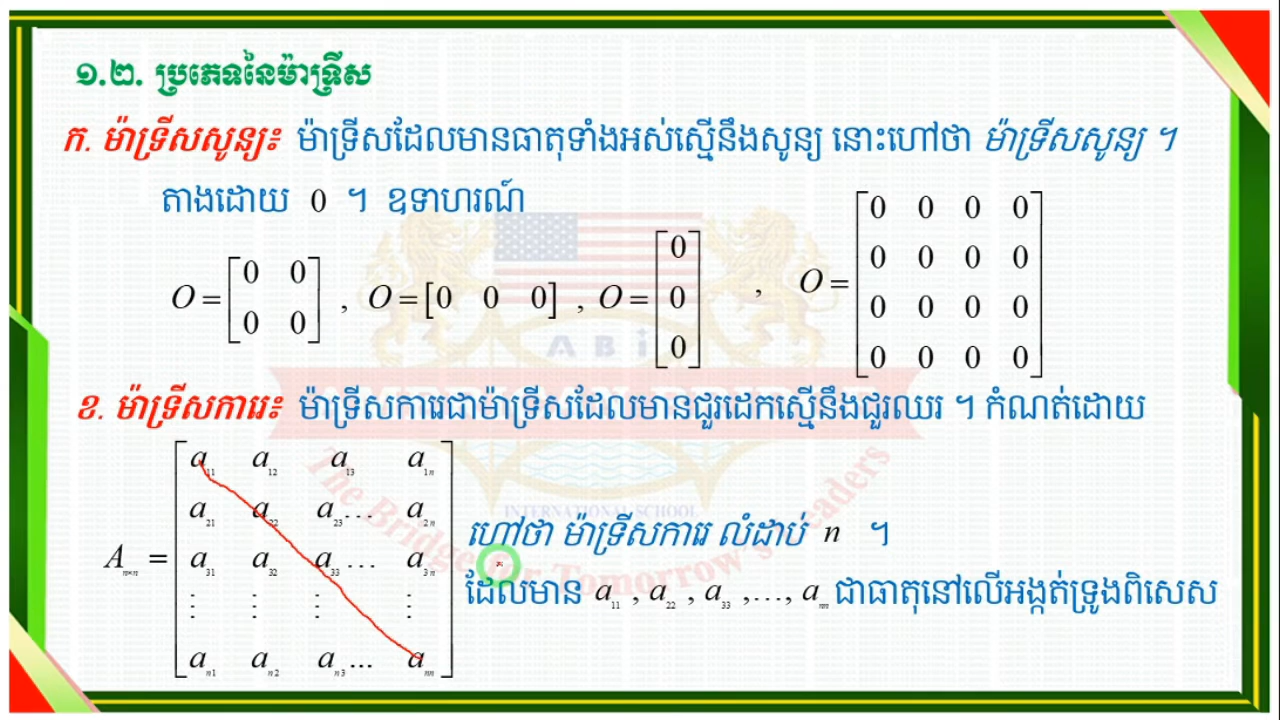 ១.២. ប្រភេទនៃម៉ាទ្រីស
ក. ម៉ាទ្រីសសូន្យ៖ ម៉ាទ្រីសដែលមានធាតុទាំងអស់ស្មើនឹងសូន្យ នោះហៅថា ម៉ាទ្រីសសូន្យ ។
តាងដោយ 0 ។ ឧទាហរណ៍
O = [0 0 0 0] , O = [0 0 0] , O = [0 0 0] , O = [0 0 0 0
0 0 0 0
0 0 0 0
0 0 0 0]
ខ. ម៉ាទ្រីសការេ៖ ម៉ាទ្រីសការេជាម៉ាទ្រីសដែលមានជួរដេកស្មើនឹងជួរឈរ ។ កំណត់ដោយ
a₁₁ a₁₂ a₁₃ a₁ₙ
a₂₁ a₂₂ a₂₃ … a₂ₙ
Aₙₓₙ = a₃₁ a₃₂ a₃₃ … a₃ₙ
⋮ ⋮ ⋮ ⋮
aₙ₁ aₙ₂ aₙ₃ … aₙₙ
ហៅថា ម៉ាទ្រីសការេ លំដាប់ n ។
ដែលមាន a₁₁ , a₂₂ , a₃₃ ,…, aₙₙ ជាធាតុនៅលើអង្កត់ទ្រូងពិសេស
ABi
INTERNATIONAL SCHOOL
The Bridge for Tomorrow's Leaders